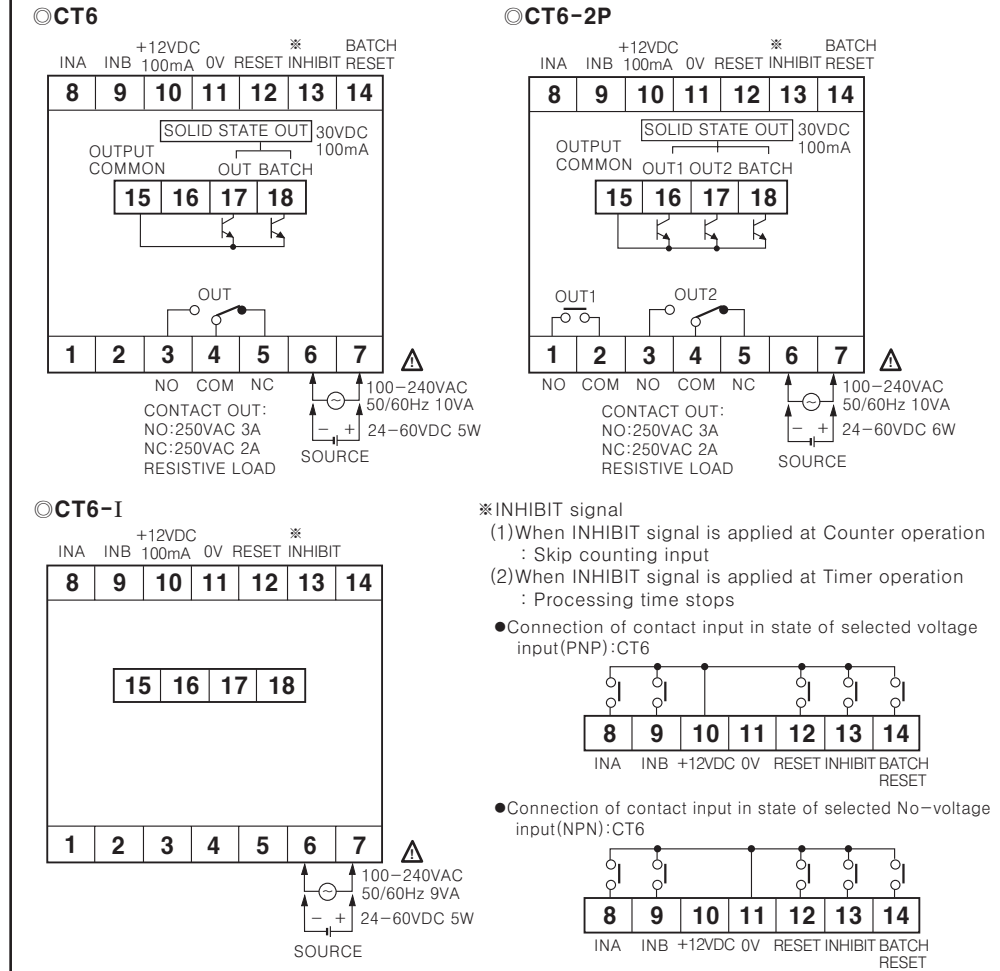 ◎CT6
INA INB +12VDC 100mA 0V RESET ※ INHIBIT BATCH RESET
8 9 10 11 12 13 14
SOLID STATE OUT 30VDC 100mA
OUTPUT COMMON OUT BATCH
15 16 17 18
OUT
1 2 3 4 5 6 7
NO COM NC
100-240VAC
50/60Hz 10VA
CONTACT OUT:
NO:250VAC 3A
NC:250VAC 2A
RESISTIVE LOAD
- +
24-60VDC 5W
SOURCE
◎CT6-2P
INA INB +12VDC 100mA 0V RESET ※ INHIBIT BATCH RESET
8 9 10 11 12 13 14
SOLID STATE OUT 30VDC 100mA
OUTPUT COMMON OUT1 OUT2 BATCH
15 16 17 18
OUT1 OUT2
1 2 3 4 5 6 7
NO COM NO COM NC
100-240VAC
50/60Hz 10VA
CONTACT OUT:
NO:250VAC 3A
NC:250VAC 2A
RESISTIVE LOAD
- +
24-60VDC 6W
SOURCE
◎CT6-I
INA INB +12VDC 100mA 0V RESET ※ INHIBIT
8 9 10 11 12 13 14
15 16 17 18
1 2 3 4 5 6 7
100-240VAC
50/60Hz 9VA
- +
24-60VDC 5W
SOURCE
※INHIBIT signal
(1)When INHIBIT signal is applied at Counter operation
: Skip counting input
(2)When INHIBIT signal is applied at Timer operation
: Processing time stops
●Connection of contact input in state of selected voltage
input(PNP):CT6
8 9 10 11 12 13 14
INA INB +12VDC 0V RESET INHIBIT BATCH RESET
●Connection of contact input in state of selected No-voltage
input(NPN):CT6
8 9 10 11 12 13 14
INA INB +12VDC 0V RESET INHIBIT BATCH RESET